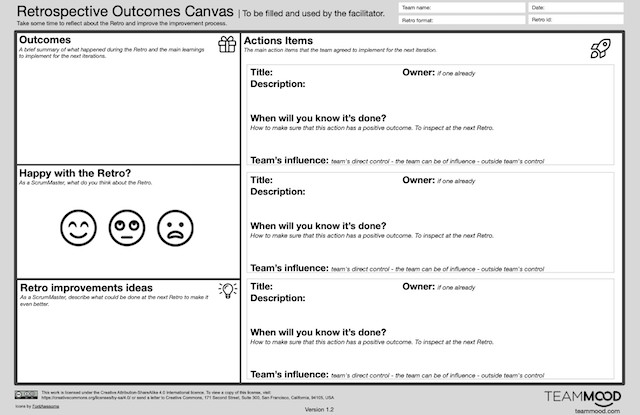 Retrospective Outcomes Canvas | To be filled and used by the facilitator.
Take some time to reflect about the Retro and improve the improvement process.
Team name:
Date:
Retro format:
Retro id:
Outcomes
A brief summary of what happened during the Retro and the main learnings
to implement for the next iterations.
Happy with the Retro?
As a ScrumMaster, what do you think about the Retro.
Retro improvements ideas
As a ScrumMaster, describe what could be done at the next Retro to make it
even better.
Actions Items
The main action items that the team agreed to implement for the next iteration.
Title:
Owner: if one already
Description:
When will you know it's done?
How to make sure that this action has a positive outcome. To inspect at the next Retro.
Team's influence: team's direct control - the team can be of influence - outside team's control
Title:
Owner: if one already
Description:
When will you know it's done?
How to make sure that this action has a positive outcome. To inspect at the next Retro.
Team's influence: team's direct control - the team can be of influence - outside team's control
Title:
Owner: if one already
Description:
When will you know it's done?
How to make sure that this action has a positive outcome. To inspect at the next Retro.
Team's influence: team's direct control - the team can be of influence - outside team's control
This work is licensed under the Creative Attribution-ShareAlike 4.0 international licence. To view a copy of this license, visit:
or send a letter to Creative Commons, 171 Second Street, Suite 300, San Francisco, California, 94105, USA
Icons by
Version 1.2
TEAMMOOD
teammood.com